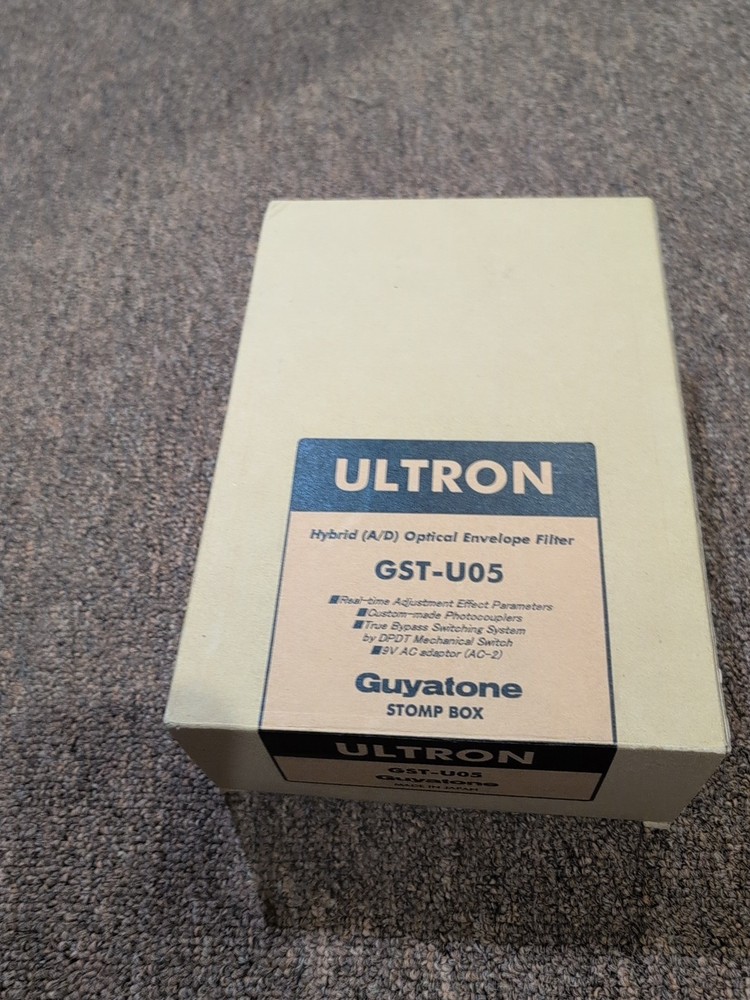 ULTRON
Hybrid (A/D) Optical Envelope Filter
GST-U05
■Real-time Adjustment Effect Parameters
■Custom-made Photocouplers
■True Bypass Switching System
by DPDT Mechanical Switch
■9V AC adaptor (AC-2)
Guyatone
STOMP BOX
ULTRON
GST-U05
Guyatone
MADE IN JAPAN